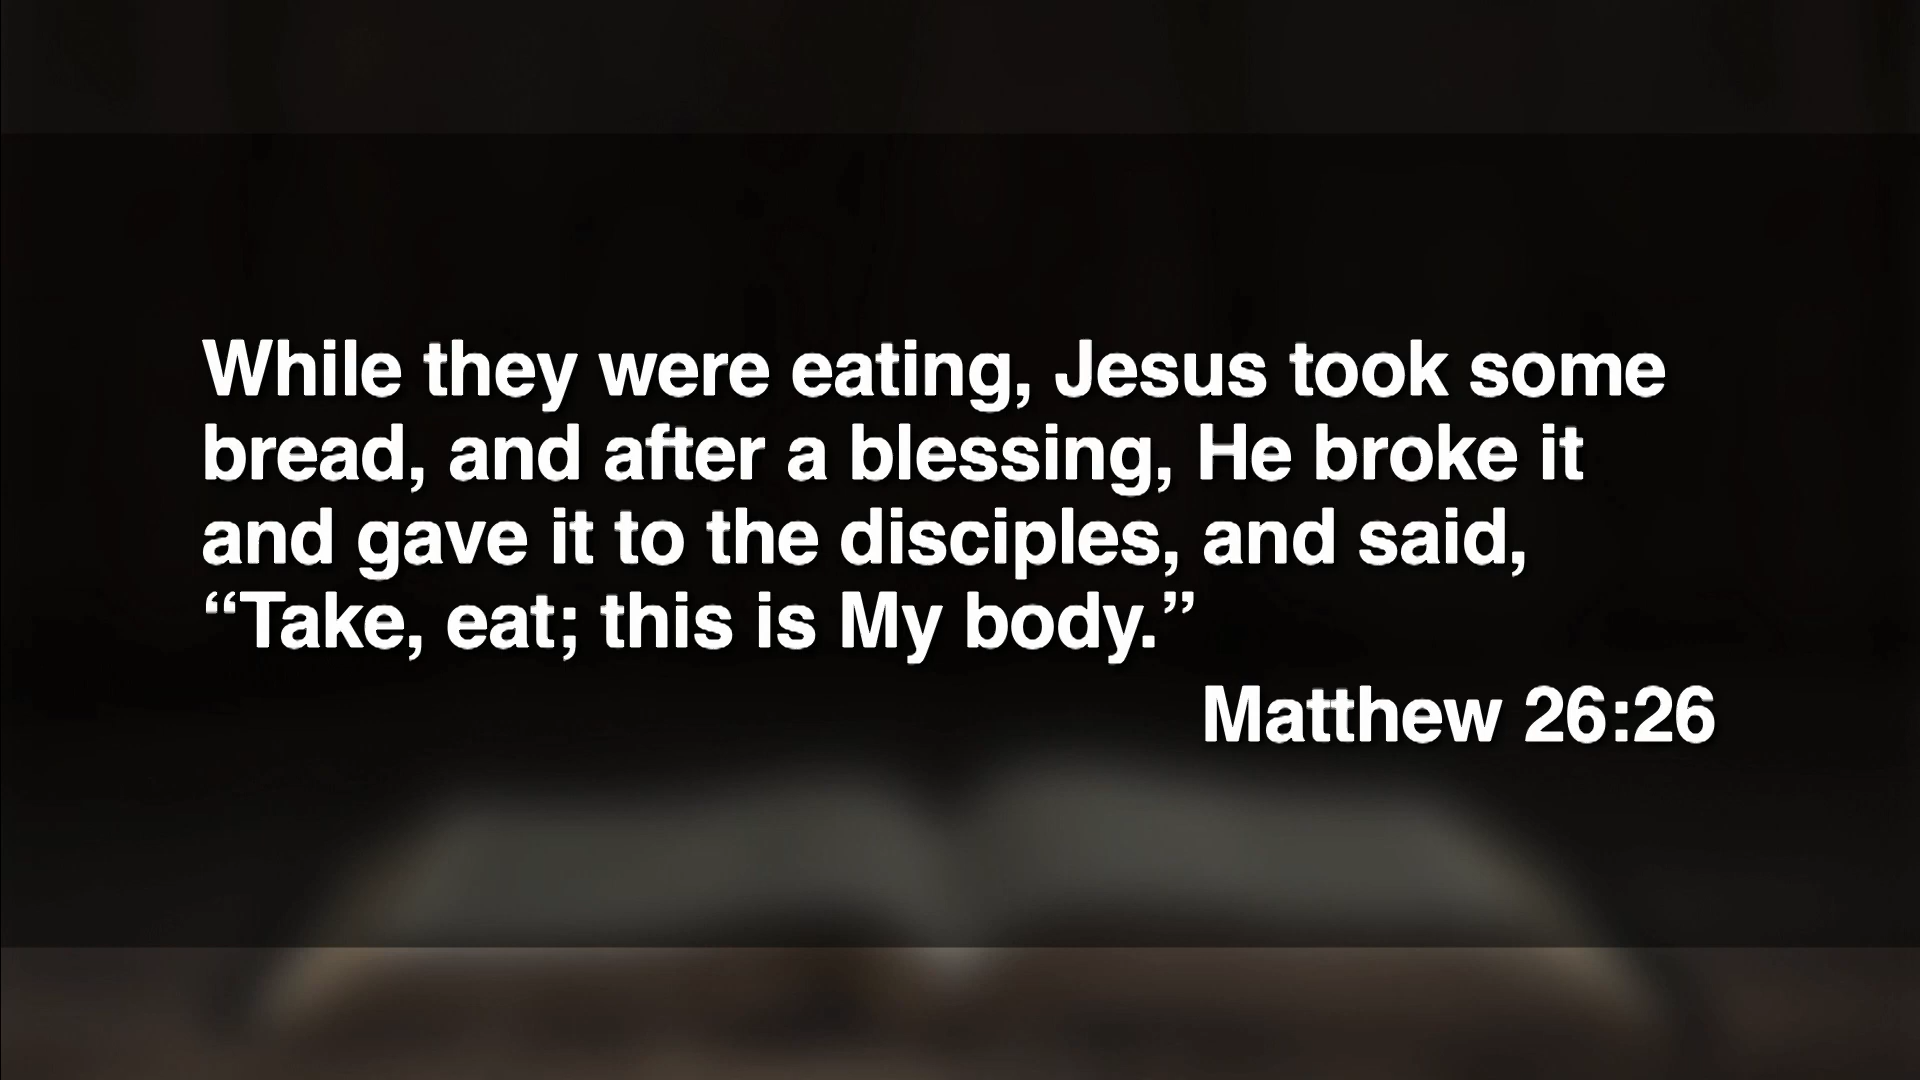 While they were eating, Jesus took some
bread, and after a blessing, He broke it
and gave it to the disciples, and said,
“Take, eat; this is My body.”
Matthew 26:26